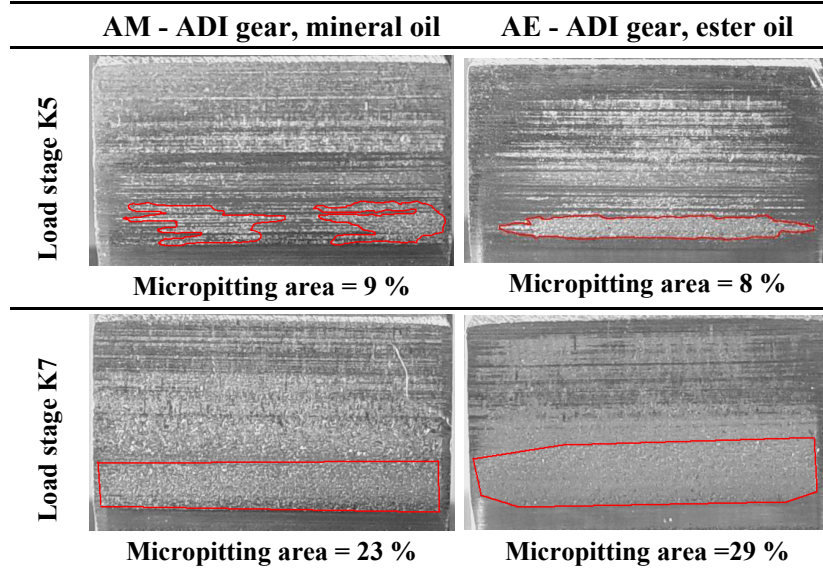 AM - ADI gear, mineral oil
AE - ADI gear, ester oil
Load stage K5
Micropitting area = 9 %
Micropitting area = 8 %
Load stage K7
Micropitting area = 23 %
Micropitting area =29 %